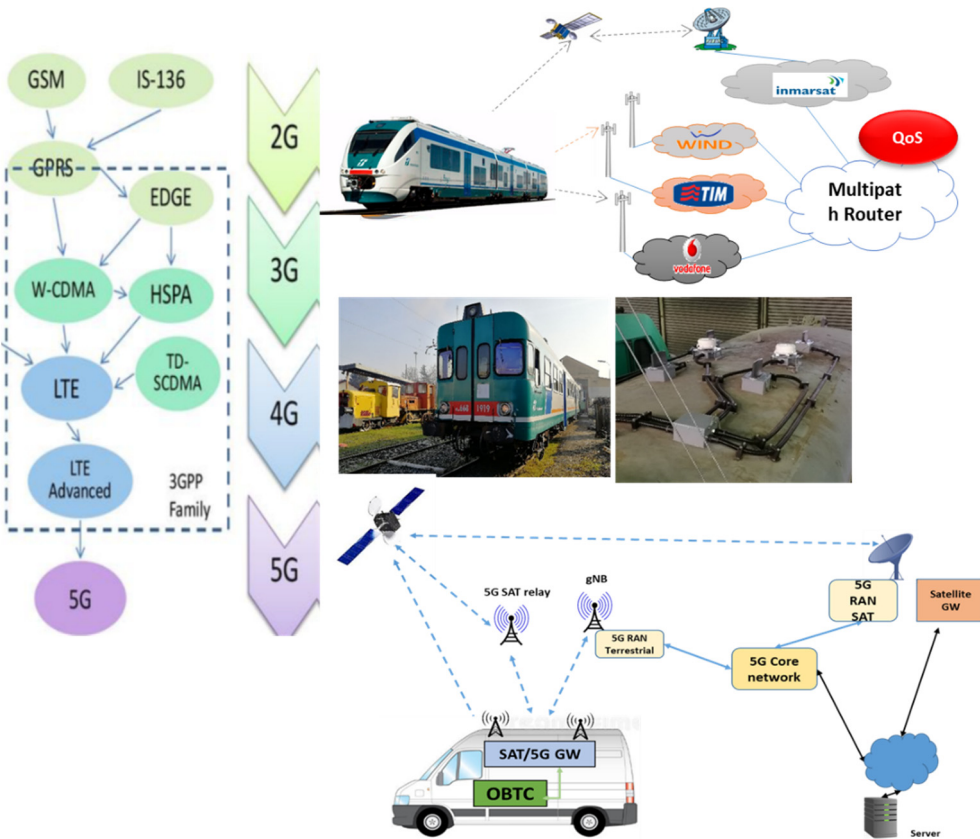 GSM
IS-136
2G
GPRS
EDGE
3G
W-CDMA
HSPA
TD-
SCDMA
LTE
4G
LTE
Advanced
3GPP
Family
5G
5G
inmarsat
WIND
QoS
TIM
Multipat
h Router
vodafone
5G SAT relay
gNB
5G RAN
Terrestrial
5G
RAN
SAT
Satellite
GW
5G Core
network
SAT/5G GW
OBTC
Server